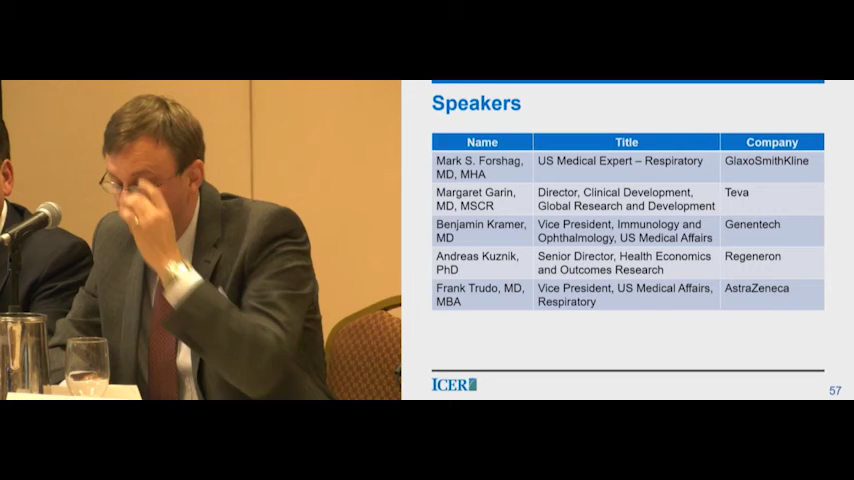 Speakers
Name Title Company
Mark S. Forshag, US Medical Expert – Respiratory GlaxoSmithKline
MD, MHA
Margaret Garin, Director, Clinical Development, Teva
MD, MSCR Global Research and Development
Benjamin Kramer, Vice President, Immunology and Genentech
MD Ophthalmology, US Medical Affairs
Andreas Kuznik, Senior Director, Health Economics Regeneron
PhD and Outcomes Research
Frank Trudo, MD, Vice President, US Medical Affairs, AstraZeneca
MBA Respiratory
ICER
57